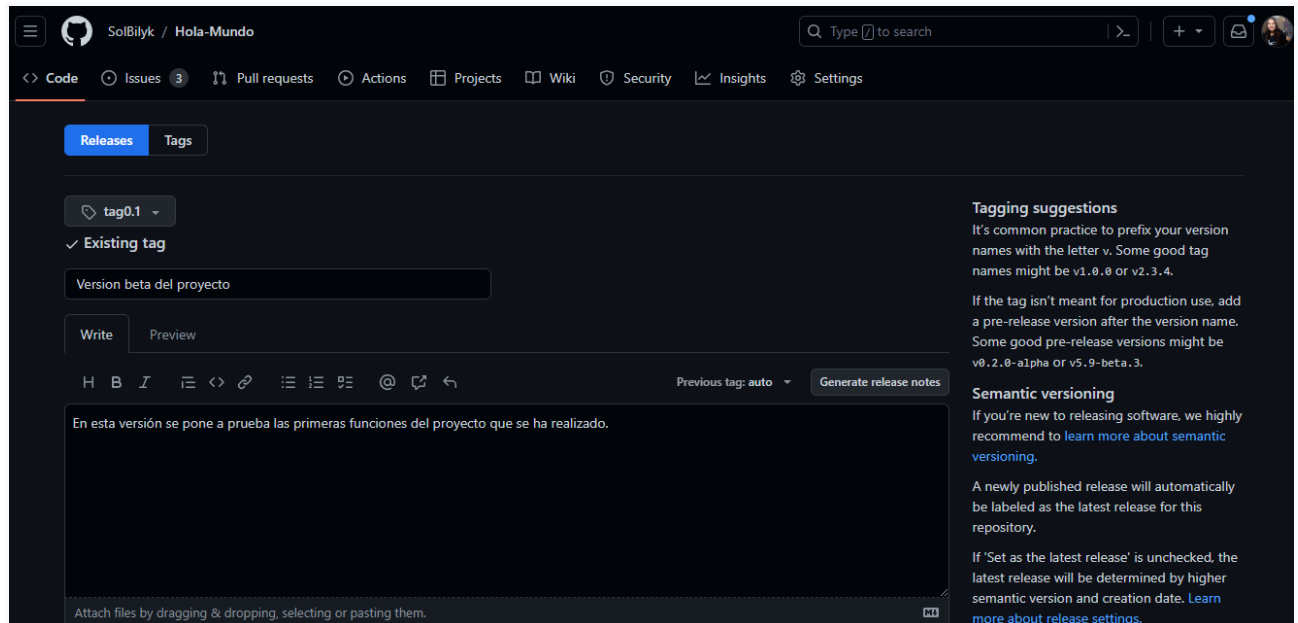 SolBilyk / Hola-Mundo
Type / to search
Code
Issues 3
Pull requests
Actions
Projects
Wiki
Security
Insights
Settings
Releases
Tags
tag0.1
Existing tag
Version beta del proyecto
Write
Preview
H B I
Previous tag: auto
Generate release notes
En esta versión se pone a prueba las primeras funciones del proyecto que se ha realizado.
Attach files by dragging & dropping, selecting or pasting them.
Tagging suggestions
It's common practice to prefix your version
names with the letter v. Some good tag
names might be v1.0.0 or v2.3.4.
If the tag isn't meant for production use, add
a pre-release version after the version name.
Some good pre-release versions might be
v0.2.0-alpha or v5.9-beta.3.
Semantic versioning
If you're new to releasing software, we highly
recommend to learn more about semantic
versioning.
A newly published release will automatically
be labeled as the latest release for this
repository.
If 'Set as the latest release' is unchecked, the
latest release will be determined by higher
semantic version and creation date. Learn
more about release settings.